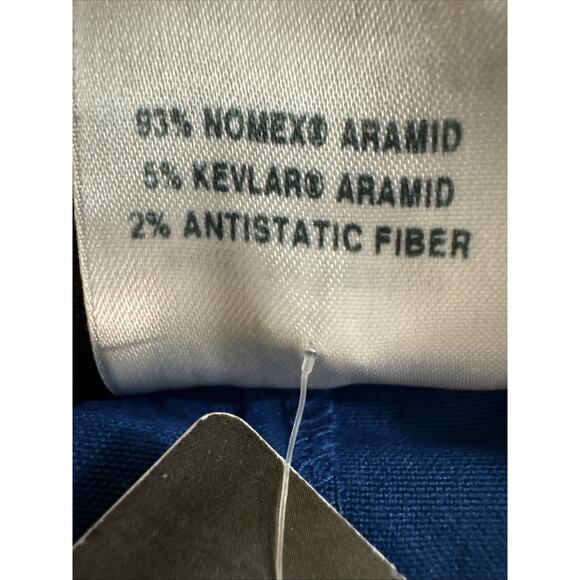 93% NOMEX® ARAMID
5% KEVLAR® ARAMID
2% ANTISTATIC FIBER